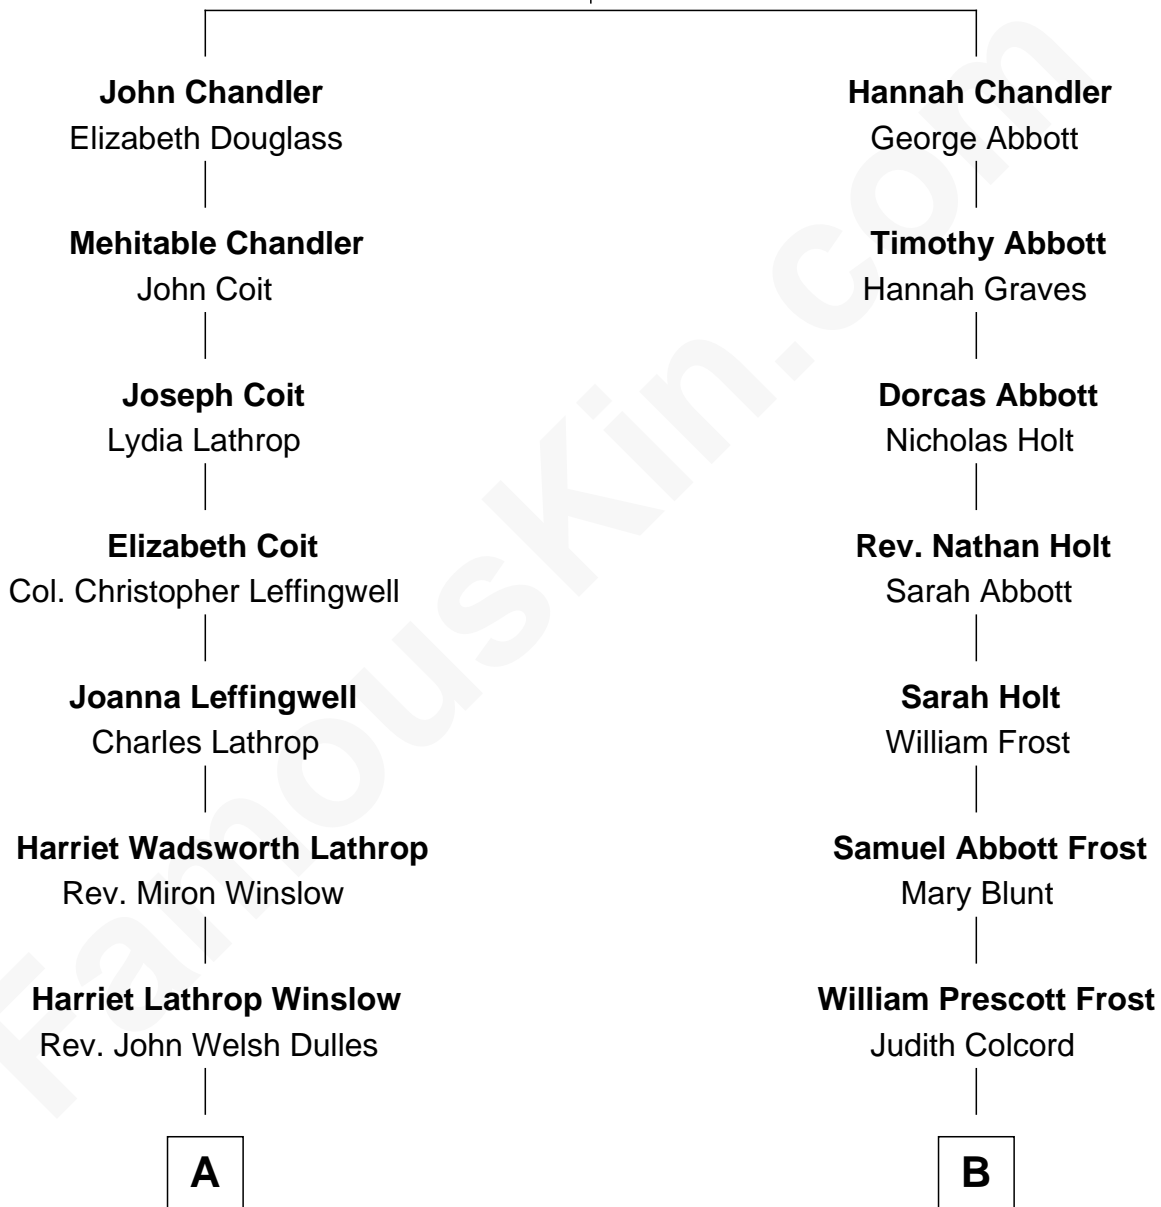 John Chandler
Elizabeth Douglass
Mehitable Chandler
John Coit
Joseph Coit
Lydia Lathrop
Elizabeth Coit
Col. Christopher Leffingwell
Joanna Leffingwell
Charles Lathrop
Harriet Wadsworth Lathrop
Rev. Miron Winslow
Harriet Lathrop Winslow
Rev. John Welsh Dulles
A
Hannah Chandler
George Abbott
Timothy Abbott
Hannah Graves
Dorcas Abbott
Nicholas Holt
Rev. Nathan Holt
Sarah Abbott
Sarah Holt
William Frost
Samuel Abbott Frost
Mary Blunt
William Prescott Frost
Judith Colcord
B
FamousKin.com